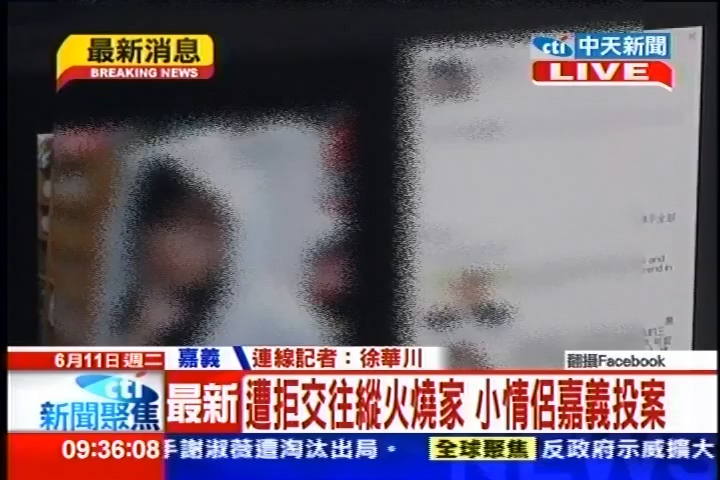 最新消息
BREAKING NEWS
cti 中天新聞
LIVE
and
6月11日 週二
嘉義
連線記者：徐華川
翻攝Facebook
cti
新聞聚焦
最新
遭拒交往縱火燒家 小情侶嘉義投案
09:36:08
手謝淑薇遭淘汰出局。
全球聚焦
反政府示威擴大
NEWS